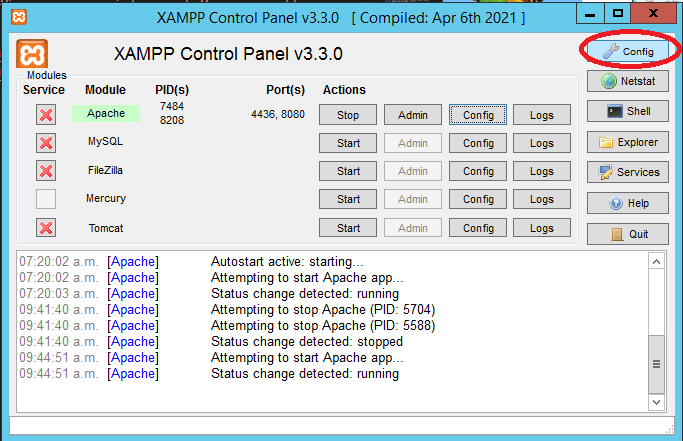 XAMPP Control Panel v3.3.0 [ Compiled: Apr 6th 2021 ]
XAMPP Control Panel v3.3.0
Config
Modules
Service Module PID(s) Port(s) Actions
Netstat
Apache 7484 8208 4436, 8080 Stop Admin Config Logs
Shell
MySQL Start Admin Config Logs
Explorer
FileZilla Start Admin Config Logs
Services
Mercury Start Admin Config Logs
Help
Tomcat Start Admin Config Logs
Quit
07:20:02 a.m. [Apache] Autostart active: starting...
07:20:02 a.m. [Apache] Attempting to start Apache app...
07:20:03 a.m. [Apache] Status change detected: running
09:41:40 a.m. [Apache] Attempting to stop Apache (PID: 5704)
09:41:40 a.m. [Apache] Attempting to stop Apache (PID: 5588)
09:41:40 a.m. [Apache] Status change detected: stopped
09:44:51 a.m. [Apache] Attempting to start Apache app...
09:44:51 a.m. [Apache] Status change detected: running